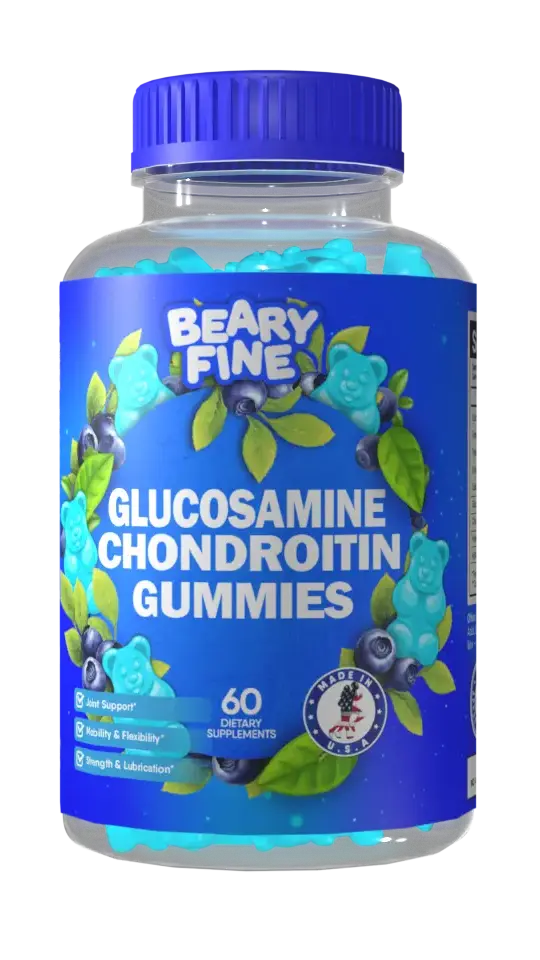 BEARY
FINE
GLUCOSAMINE
CHONDROITIN
GUMMIES
Joint Support*
Mobility & Flexibility*
Strength & Lubrication*
60
DIETARY
SUPPLEMENTS
MADE IN
U.S.A